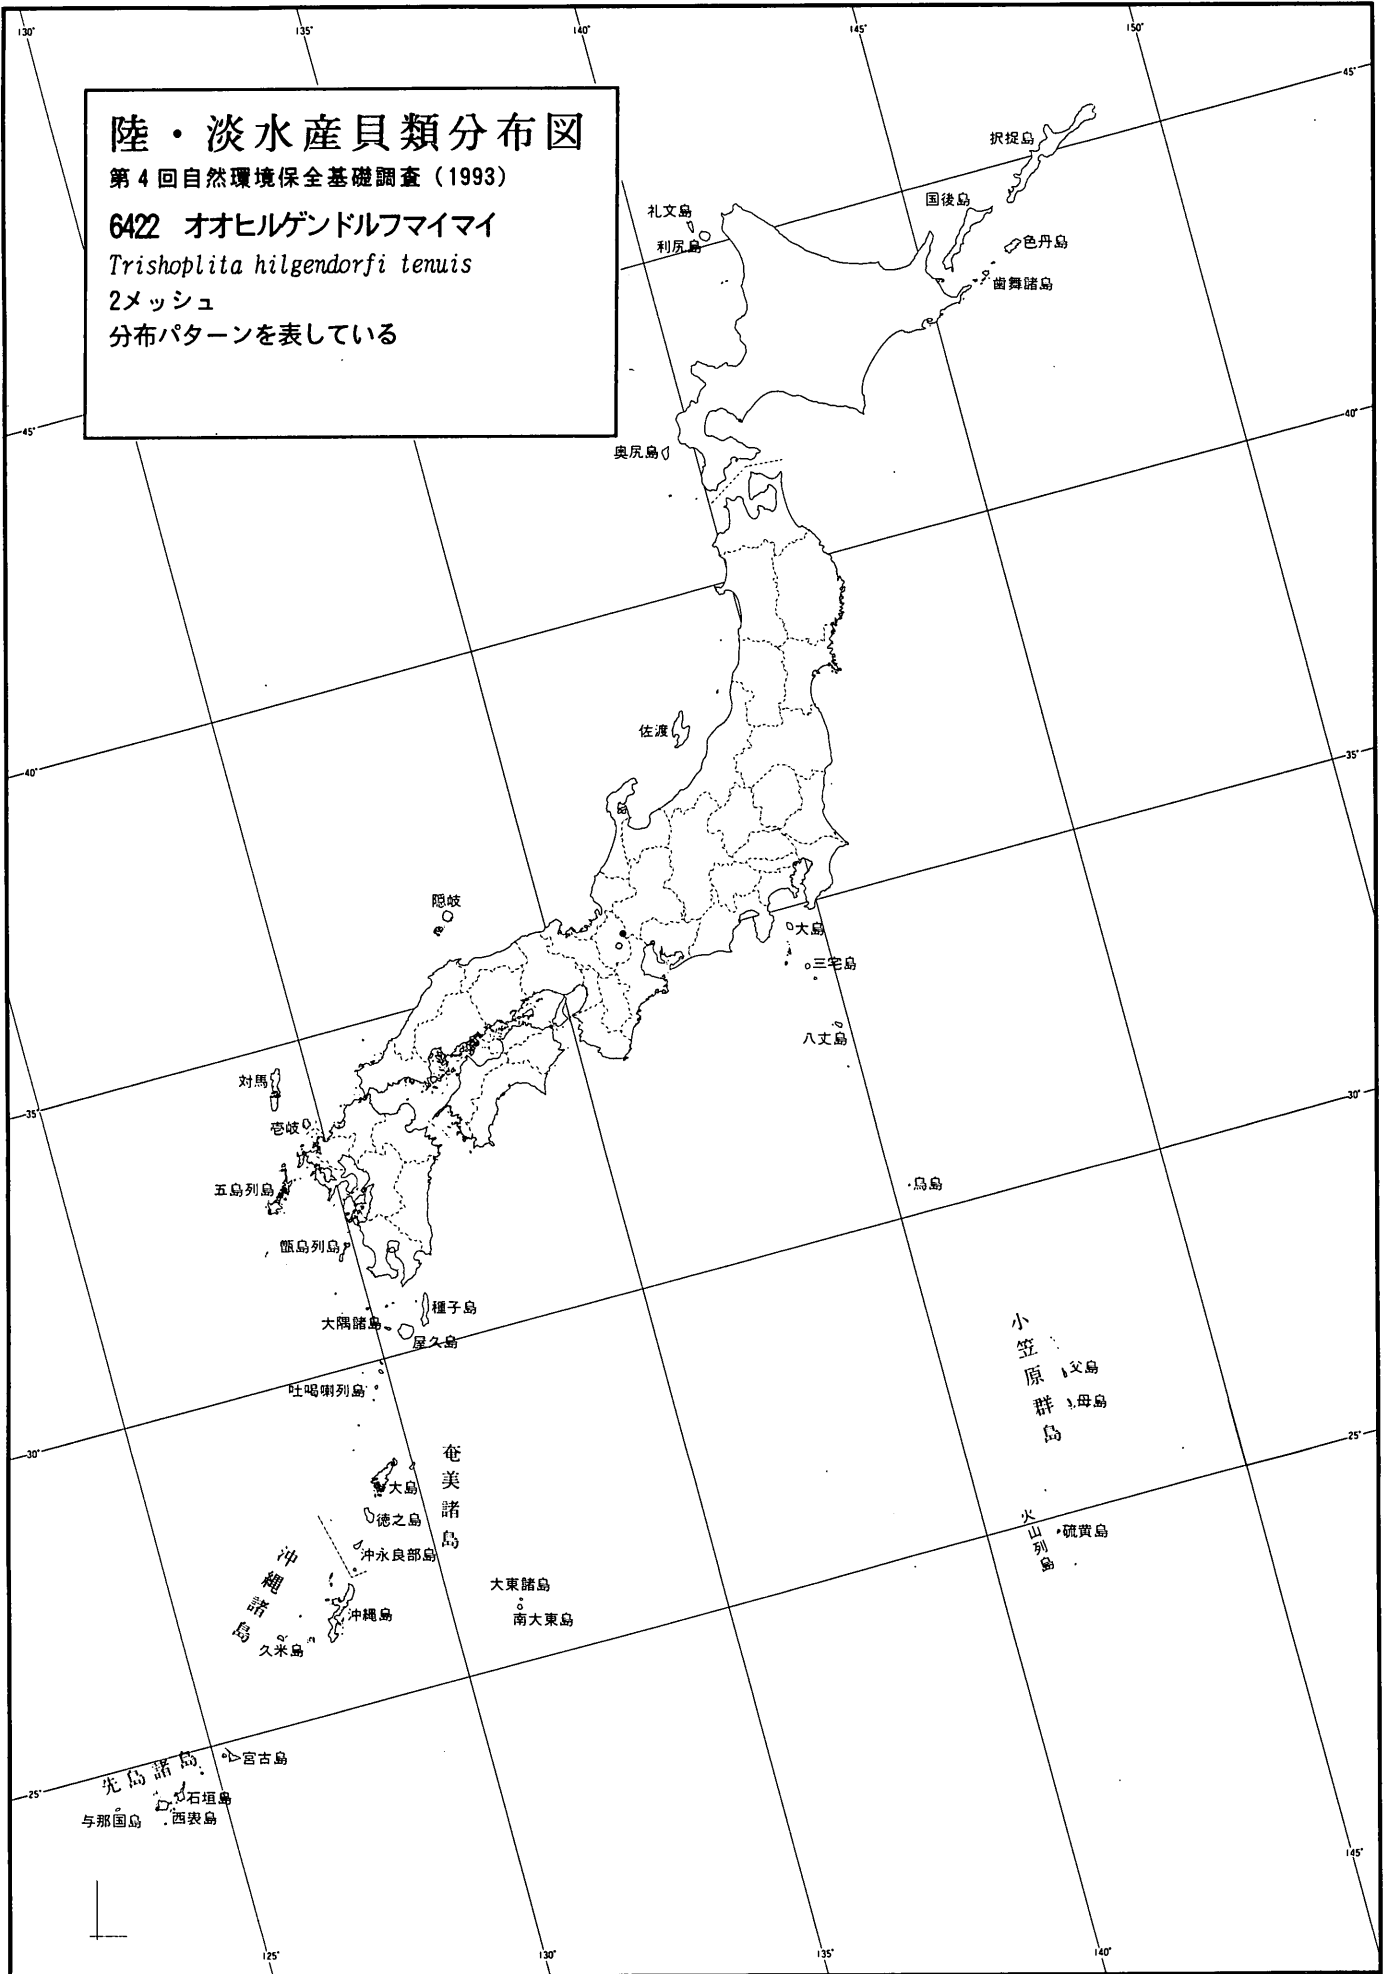 130°
135°
140°
145°
150°
陸・淡水産貝類分布図
第4回自然環境保全基礎調査（1993）
6422 オオヒルゲンドルフマイマイ
Trishoplita hilgendorfi tenuis
2メッシュ
分布パターンを表している
45°
択捉島
国後島
色丹島
歯舞諸島
礼文島
利尻島
奥尻島
45°
40°
佐渡
40°
35°
隠岐
大島
三宅島
八丈島
対馬
壱岐
35°
30°
五島列島
鳥島
甑島列島
種子島
大隅諸島
屋久島
吐噶喇列島
小笠原群島
父島
母島
30°
25°
奄美諸島
大島
徳之島
沖永良部島
火山列島
硫黄島
沖縄諸島
沖縄島
久米島
大東諸島
南大東島
先島諸島
宮古島
石垣島
西表島
与那国島
25°
145°
125°
130°
135°
140°